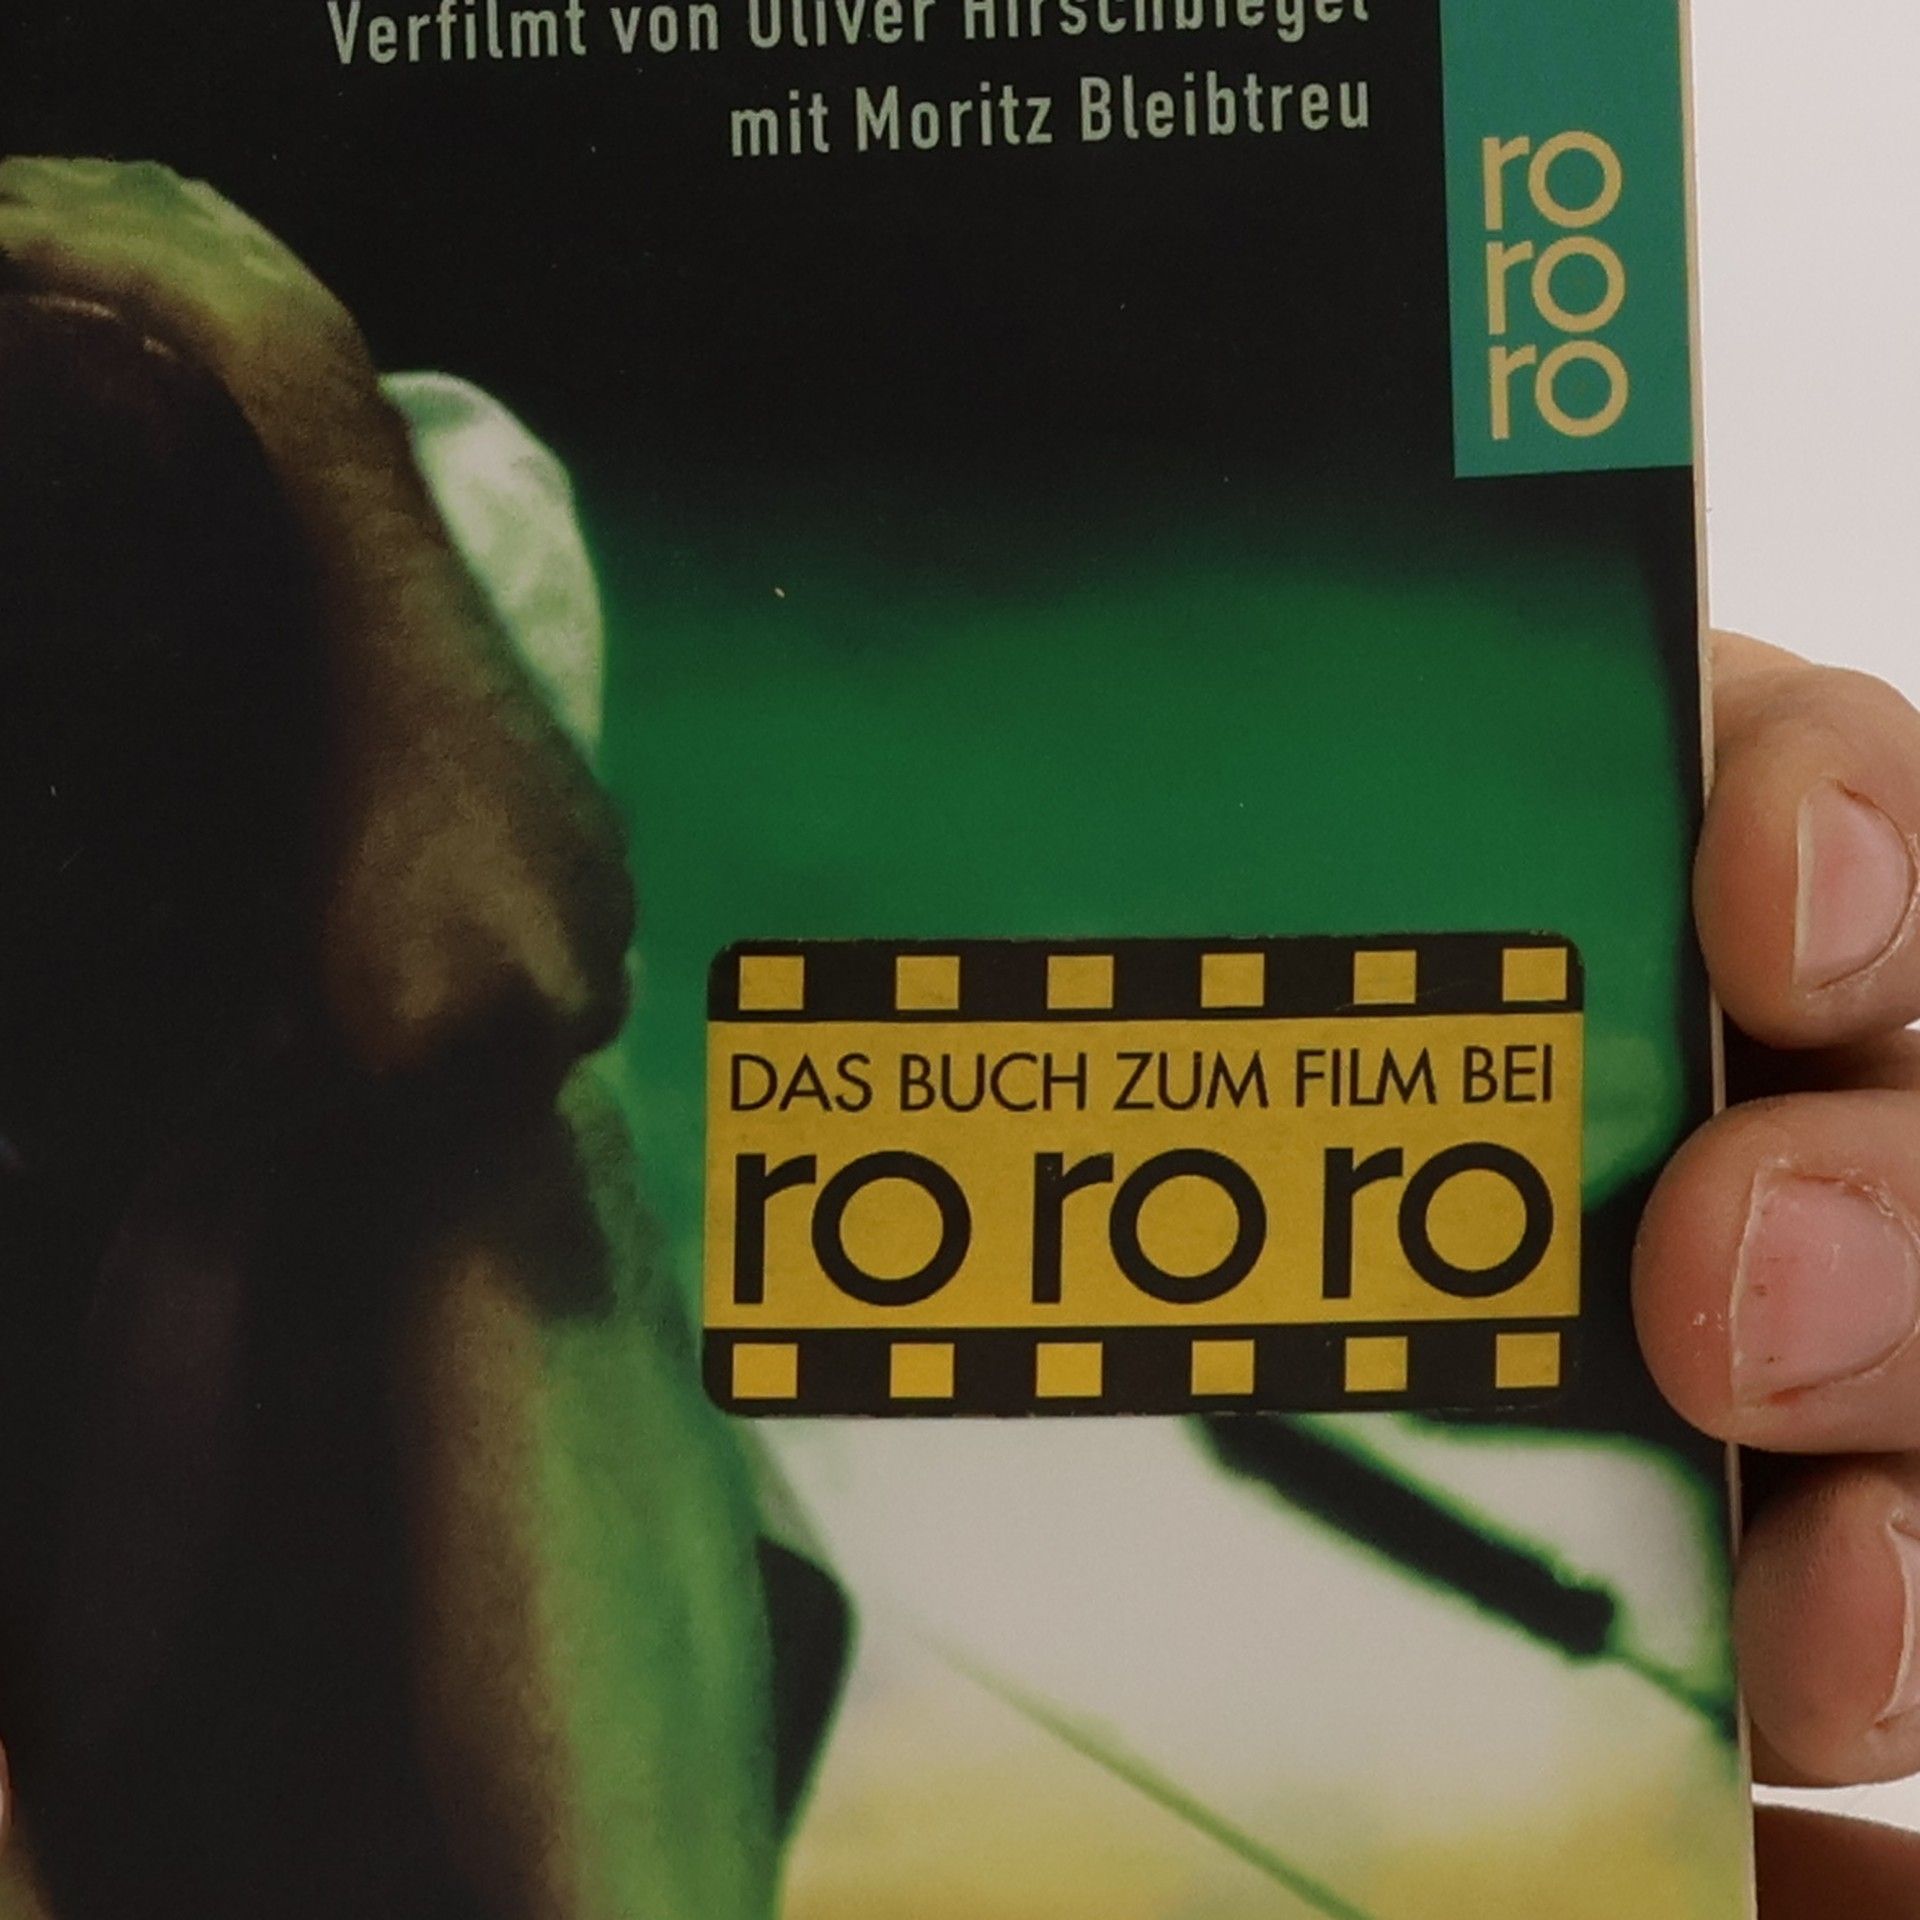 Verfilmt von Oliver Hirschbiegel
mit Moritz Bleibtreu
ro
ro
ro
DAS BUCH ZUM FILM BEI
ro ro ro